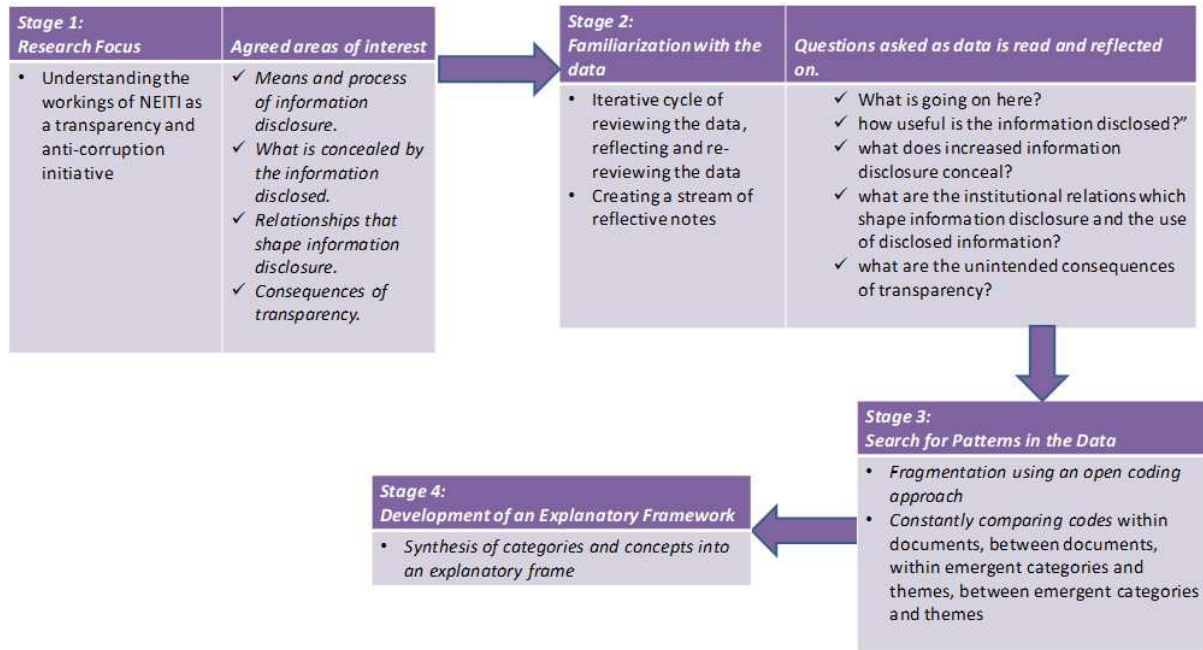 Stage 1:
Research Focus
Agreed areas of interest
• Understanding the
workings of NEITI as
a transparency and
anti-corruption
initiative
✓ Means and process
of information
disclosure.
✓ What is concealed by
the information
disclosed.
✓ Relationships that
shape information
disclosure.
✓ Consequences of
transparency.
Stage 2:
Familiarization with the
data
Questions asked as data is read and reflected
on.
• Iterative cycle of
reviewing the data,
reflecting and re-
reviewing the data
• Creating a stream of
reflective notes
✓ What is going on here?
✓ how useful is the information disclosed?”
✓ what does increased information
disclosure conceal?
✓ what are the institutional relations which
shape information disclosure and the use
of disclosed information?
✓ what are the unintended consequences
of transparency?
Stage 3:
Search for Patterns in the Data
• Fragmentation using an open coding
approach
• Constantly comparing codes within
documents, between documents,
within emergent categories and
themes, between emergent categories
and themes
Stage 4:
Development of an Explanatory Framework
• Synthesis of categories and concepts into
an explanatory frame